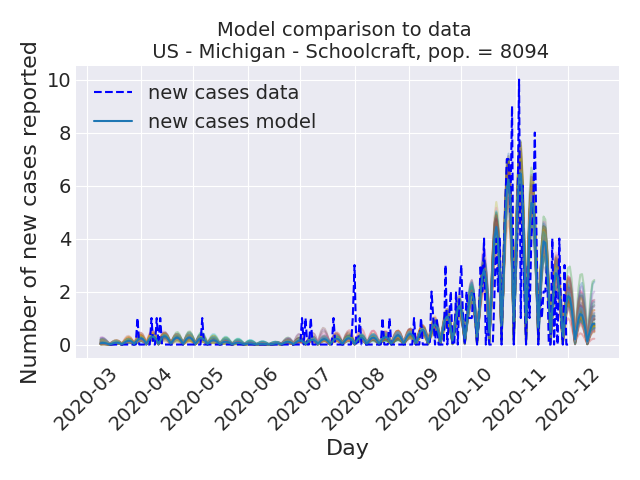 Model comparison to data
US - Michigan - Schoolcraft, pop. = 8094
Number of new cases reported
10
8
6
4
2
0
new cases data
new cases model
2020-03
2020-04
2020-05
2020-06
2020-07
2020-08
2020-09
2020-10
2020-11
2020-12
Day